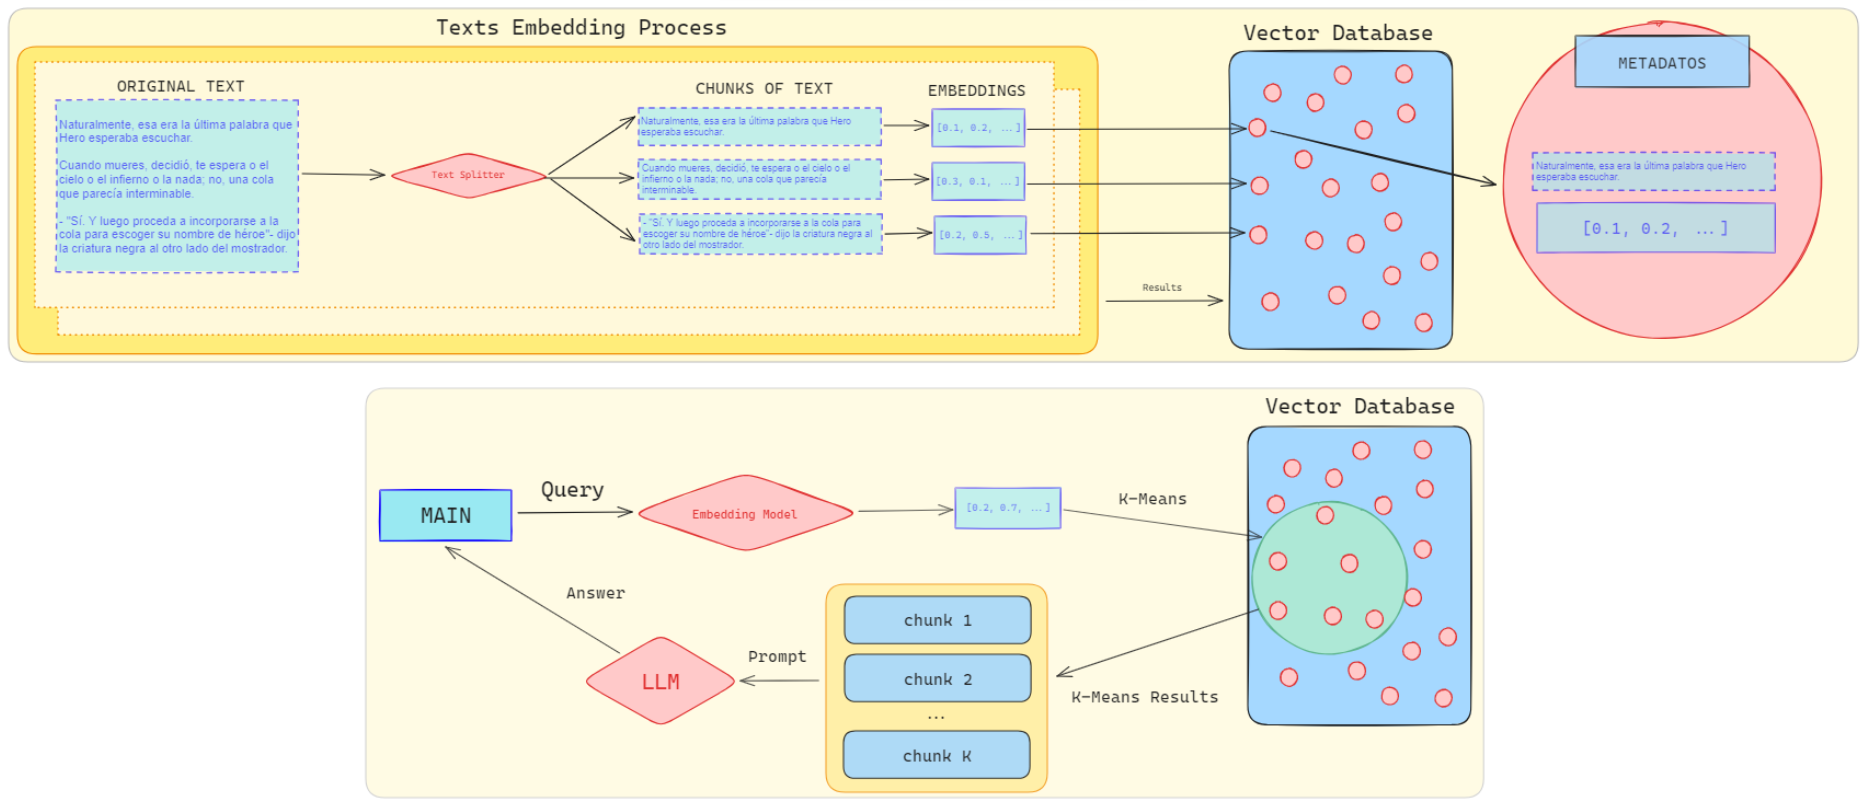 Texts Embedding Process
Vector Database
METADATOS
ORIGINAL TEXT
CHUNKS OF TEXT
EMBEDDINGS
Naturalmente, esa era la última palabra que
Hero esperaba escuchar.
Cuando mueres, decidió, te espera o el
cielo o el infierno o la nada; no, una cola
que parecía interminable.
- "Sí. Y luego proceda a incorporarse a la
cola para escoger su nombre de héroe"- dijo
la criatura negra al otro lado del mostrador.
Text Splitter
Naturalmente, esa era la última palabra que Hero
esperaba escuchar.
[0.1, 0.2, ...]
Cuando mueres, decidió, te espera o el cielo o el
infierno o la nada; no, una cola que parecía
interminable.
[0.3, 0.1, ...]
- "Sí. Y luego proceda a incorporarse a la cola para
escoger su nombre de héroe"- dijo la criatura negra al
otro lado del mostrador.
[0.2, 0.5, ...]
Results
Naturalmente, esa era la última palabra que Hero
esperaba escuchar.
[0.1, 0.2, ...]
Vector Database
MAIN
Query
Embedding Model
[0.2, 0.7, ...]
K-Means
Answer
LLM
Prompt
chunk 1
chunk 2
...
chunk K
K-Means Results